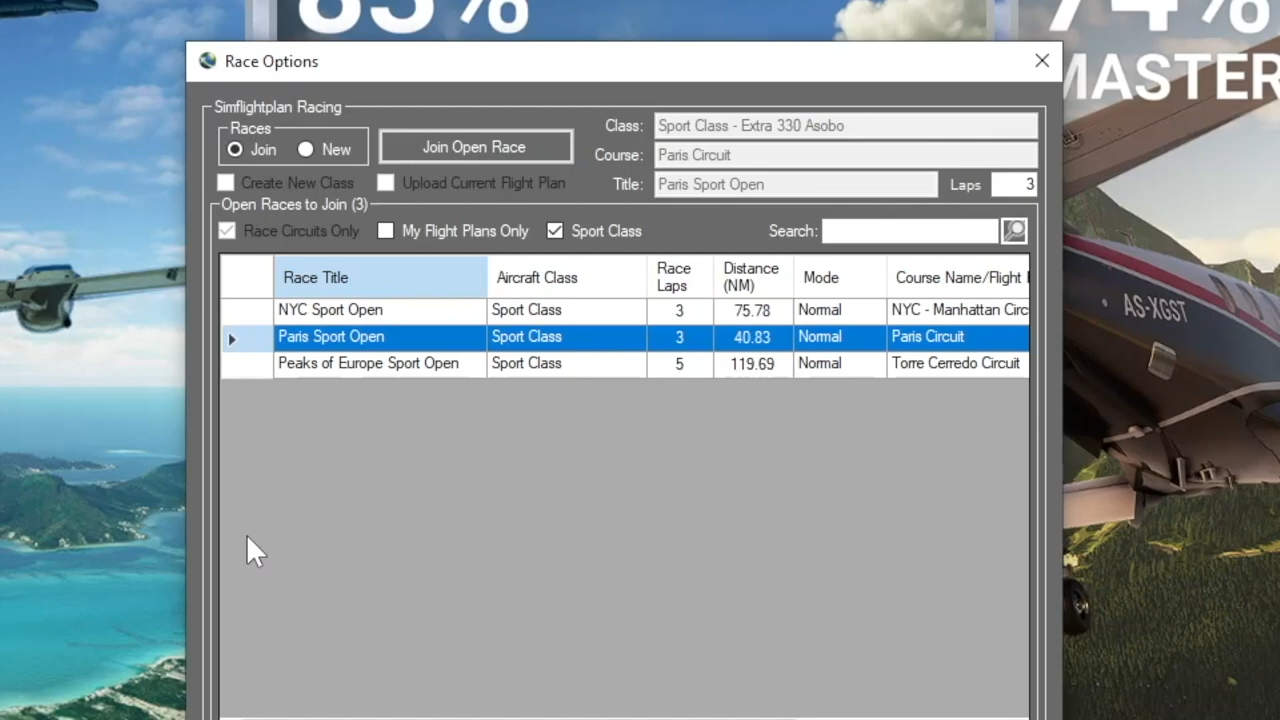 83%
74%
MASTER
Race Options
Simflightplan Racing
Races
Join New
Join Open Race
Class: Sport Class - Extra 330 Asobo
Course: Paris Circuit
Title: Paris Sport Open Laps 3
Create New Class Upload Current Flight Plan
Open Races to Join (3)
Race Circuits Only My Flight Plans Only Sport Class Search:
Race Title Aircraft Class Race Laps Distance (NM) Mode Course Name/Flight
NYC Sport Open Sport Class 3 75.78 Normal NYC - Manhattan Circ
Paris Sport Open Sport Class 3 40.83 Normal Paris Circuit
Peaks of Europe Sport Open Sport Class 5 119.69 Normal Torre Cerredo Circuit
AS-XGST